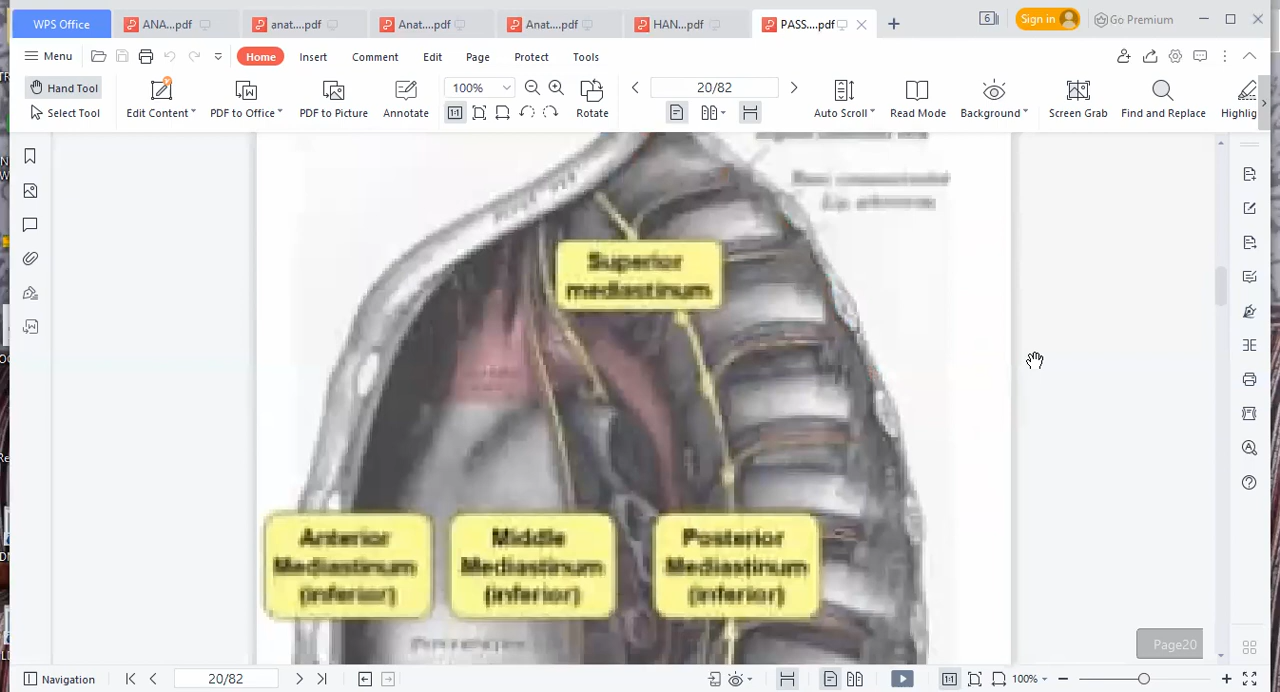 WPS Office
ANA....pdf
anat....pdf
Anat....pdf
Anat....pdf
HAN....pdf
PASS....pdf
6
Sign in
Go Premium
Menu
Home
Insert
Comment
Edit
Page
Protect
Tools
Hand Tool
Select Tool
Edit Content
PDF to Office
PDF to Picture
Annotate
100%
Rotate
20/82
Auto Scroll
Read Mode
Background
Screen Grab
Find and Replace
Highlig
Superior
mediastinum
Anterior
Mediastinum
(inferior)
Middle
Mediastinum
(inferior)
Posterior
Mediastinum
(inferior)
Page20
Navigation
20/82
100%